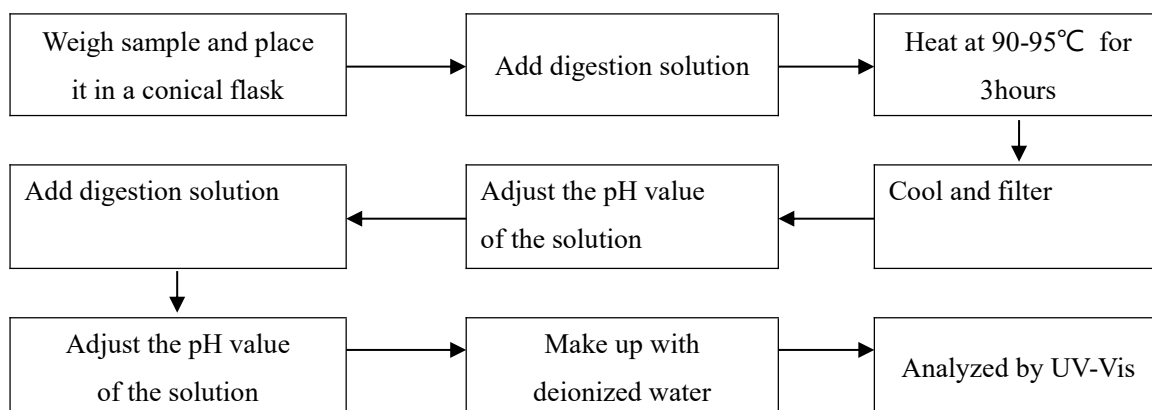 Weigh sample and place
it in a conical flask
Add digestion solution
Heat at 90-95℃ for
3hours
Cool and filter
Adjust the pH value
of the solution
Add digestion solution
Adjust the pH value
of the solution
Make up with
deionized water
Analyzed by UV-Vis